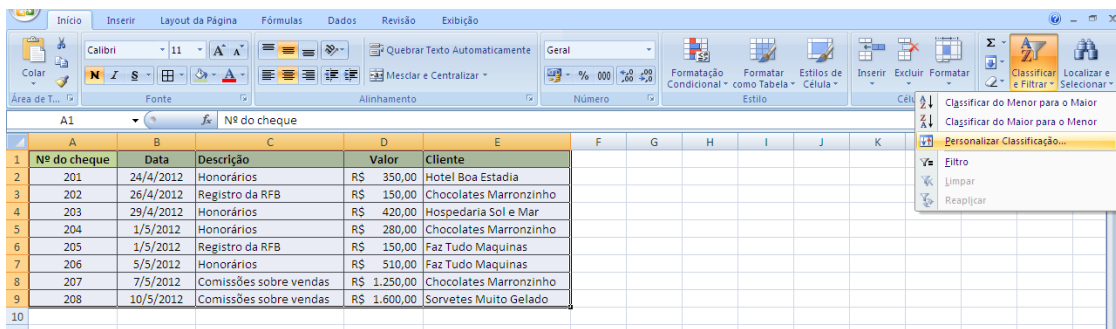 Início Inserir Layout da Página Fórmulas Dados Revisão Exibição
Colar
Calibri 11 A A
N I S A
Quebrar Texto Automaticamente
Mesclar e Centralizar
Geral
% 000 ,0 ,00 ,00 ,0
Formatação Condicional
Formatar como Tabela
Estilos de Célula
Inserir Excluir Formatar
Σ
Classificar e Filtrar
Localizar e Selecionar
Área de T... Fonte Alinhamento Número Estilo Célu
Classificar do Menor para o Maior
Classificar do Maior para o Menor
Personalizar Classificação...
Filtro
Limpar
Reaplicar
A1 fx Nº do cheque
A B C D E F G H I J K
1 Nº do cheque Data Descrição Valor Cliente
2 201 24/4/2012 Honorários R$ 350,00 Hotel Boa Estadia
3 202 26/4/2012 Registro da RFB R$ 150,00 Chocolates Marronzinho
4 203 29/4/2012 Honorários R$ 420,00 Hospedaria Sol e Mar
5 204 1/5/2012 Honorários R$ 280,00 Chocolates Marronzinho
6 205 1/5/2012 Registro da RFB R$ 150,00 Faz Tudo Maquinas
7 206 5/5/2012 Honorários R$ 510,00 Faz Tudo Maquinas
8 207 7/5/2012 Comissões sobre vendas R$ 1.250,00 Chocolates Marronzinho
9 208 10/5/2012 Comissões sobre vendas R$ 1.600,00 Sorvetes Muito Gelado
10